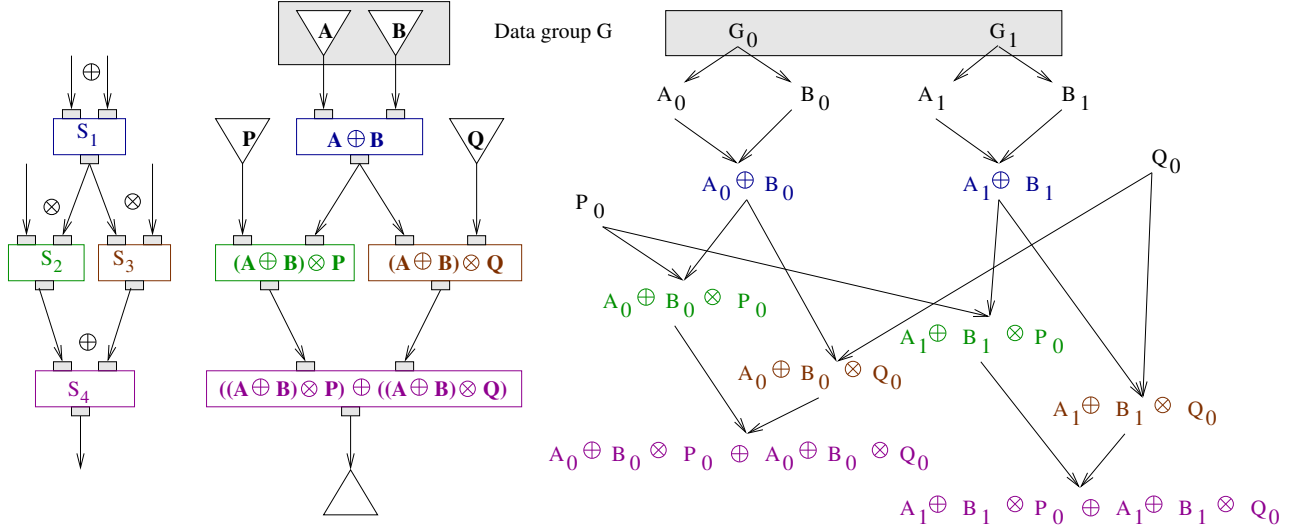 A B Data group G G₀ G₁
⊕
A₀ B₀ A₁ B₁
S₁ P A ⊕ B Q
A₀ ⊕ B₀ A₁ ⊕ B₁ Q₀
⊗ ⊗ P₀
S₂ S₃ (A ⊕ B) ⊗ P (A ⊕ B) ⊗ Q
A₀ ⊕ B₀ ⊗ P₀
A₁ ⊕ B₁ ⊗ P₀
⊕
A₀ ⊕ B₀ ⊗ Q₀
S₄ ((A ⊕ B) ⊗ P) ⊕ ((A ⊕ B) ⊗ Q)
A₁ ⊕ B₁ ⊗ Q₀
A₀ ⊕ B₀ ⊗ P₀ ⊕ A₀ ⊕ B₀ ⊗ Q₀
A₁ ⊕ B₁ ⊗ P₀ ⊕ A₁ ⊕ B₁ ⊗ Q₀